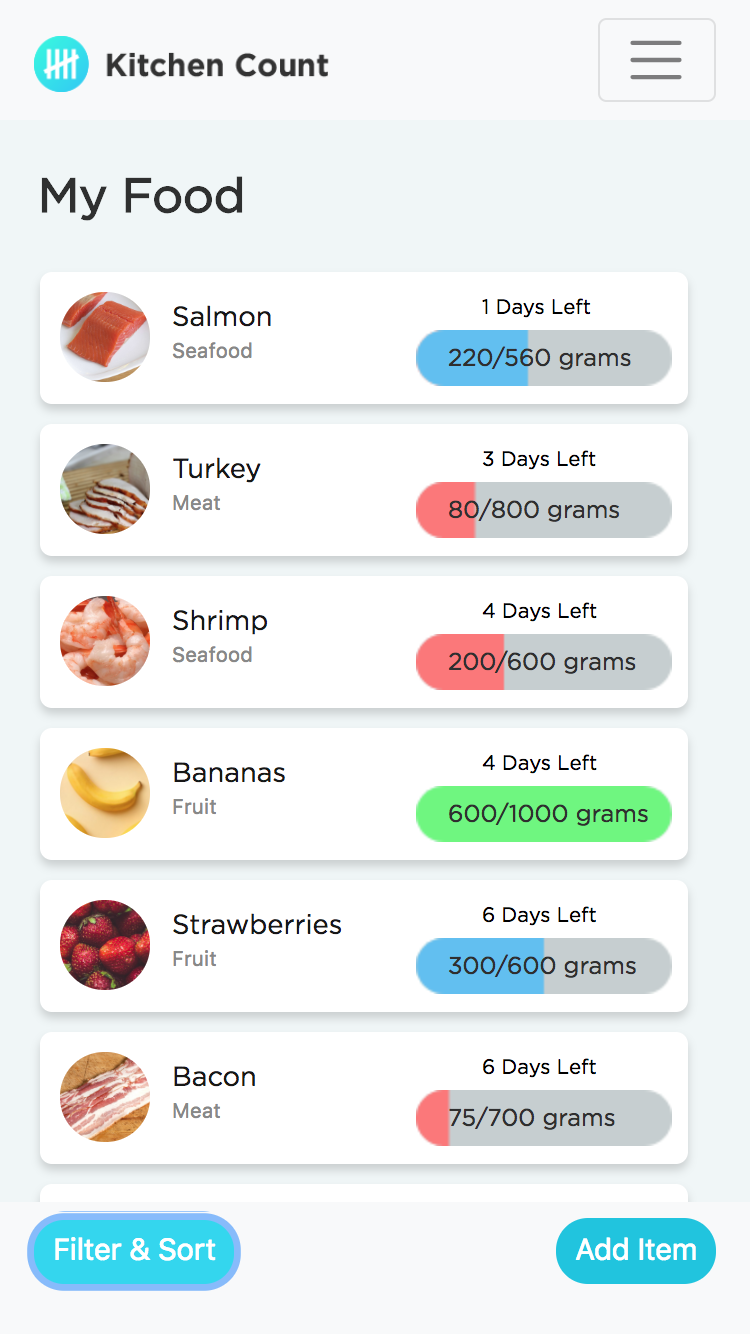 Kitchen Count
My Food
Salmon
Seafood
1 Days Left
220/560 grams
Turkey
Meat
3 Days Left
80/800 grams
Shrimp
Seafood
4 Days Left
200/600 grams
Bananas
Fruit
4 Days Left
600/1000 grams
Strawberries
Fruit
6 Days Left
300/600 grams
Bacon
Meat
6 Days Left
75/700 grams
Filter & Sort
Add Item